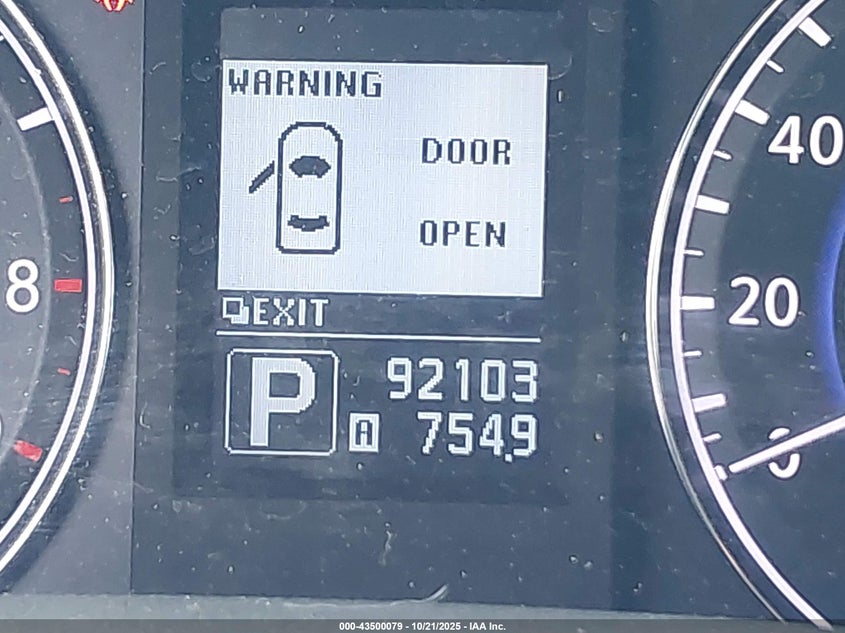 WARNING
DOOR
OPEN
EXIT
P
92103
A 754.9
8
40
20
0
000-43500079 - 10/21/2025 - IAA Inc.